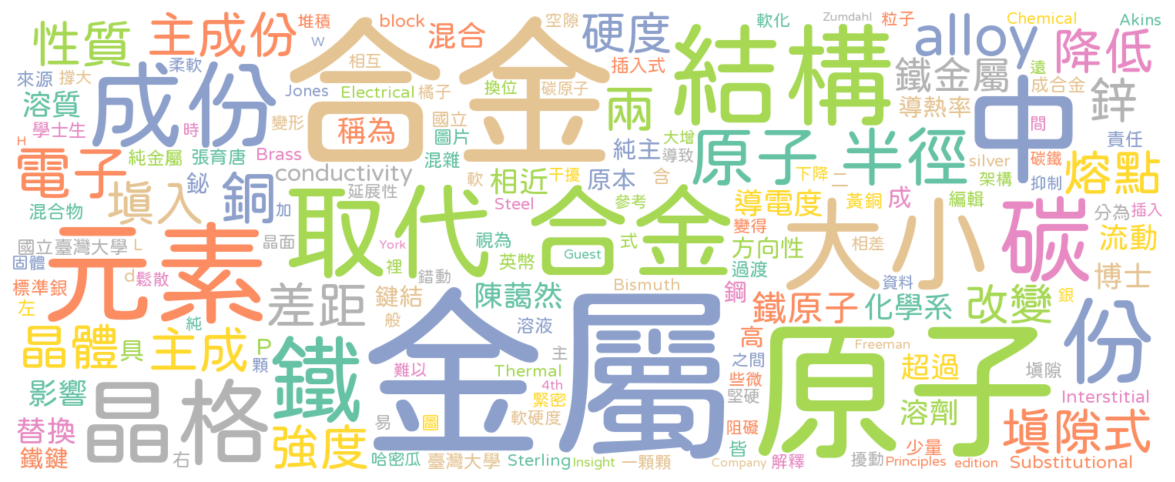 性質
主成份
合金
稱為
堆積
W
block
混合
空隙
硬度
插入式
結構
軟化
Zumdahl
粒子
alloy
Chemical
Akins
降低
來源
撐大
柔軟
成份
Jones
相互
Electrical
橘子
換位
碳原子
兩
鐵金屬
導熱率
中
遠
成合金
鋅
溶質
學士生
時
變形
國立
圖片
純主
大增
導致
原子半徑
間
責任
H
電子
純金屬
張育唐
Brass
混雜
含
silver
碳鐵
抑制
熔點
conductivity
軟
干擾
下降
二
架構
混合物
填入
鉍
銅
延展性
相近
Steel
原本
參考
導電度
黃銅
成
編輯
分為
插入
加
取代
合金
大小
碳
變得
式
方向性
相差
流動
國立臺灣大學
L
晶面
元素
York
視為
Guest
過渡
固體
d
鬆散
裡
錯動
英幣
鋼
資料
博士
標準銀
差距
鍵結
陳藹然
Bismuth
鐵原子
化學系
改變
銀
左
純
般
溶液
金屬
高
原子
份
晶體
具
主成
P
鐵
難以
主
Thermal
之間
Freeman
超過
填隙
影響
顆
4th
緊密
些微
堅硬
溶劑
Interstitial
晶格
替換
易
圖
軟硬度
阻礙
皆
填隙式
強度
鐵鍵
右
哈密瓜
臺灣大學
Sterling
Insight
一顆顆
Company
解釋
擾動
少量
Principles
edition
Substitutional